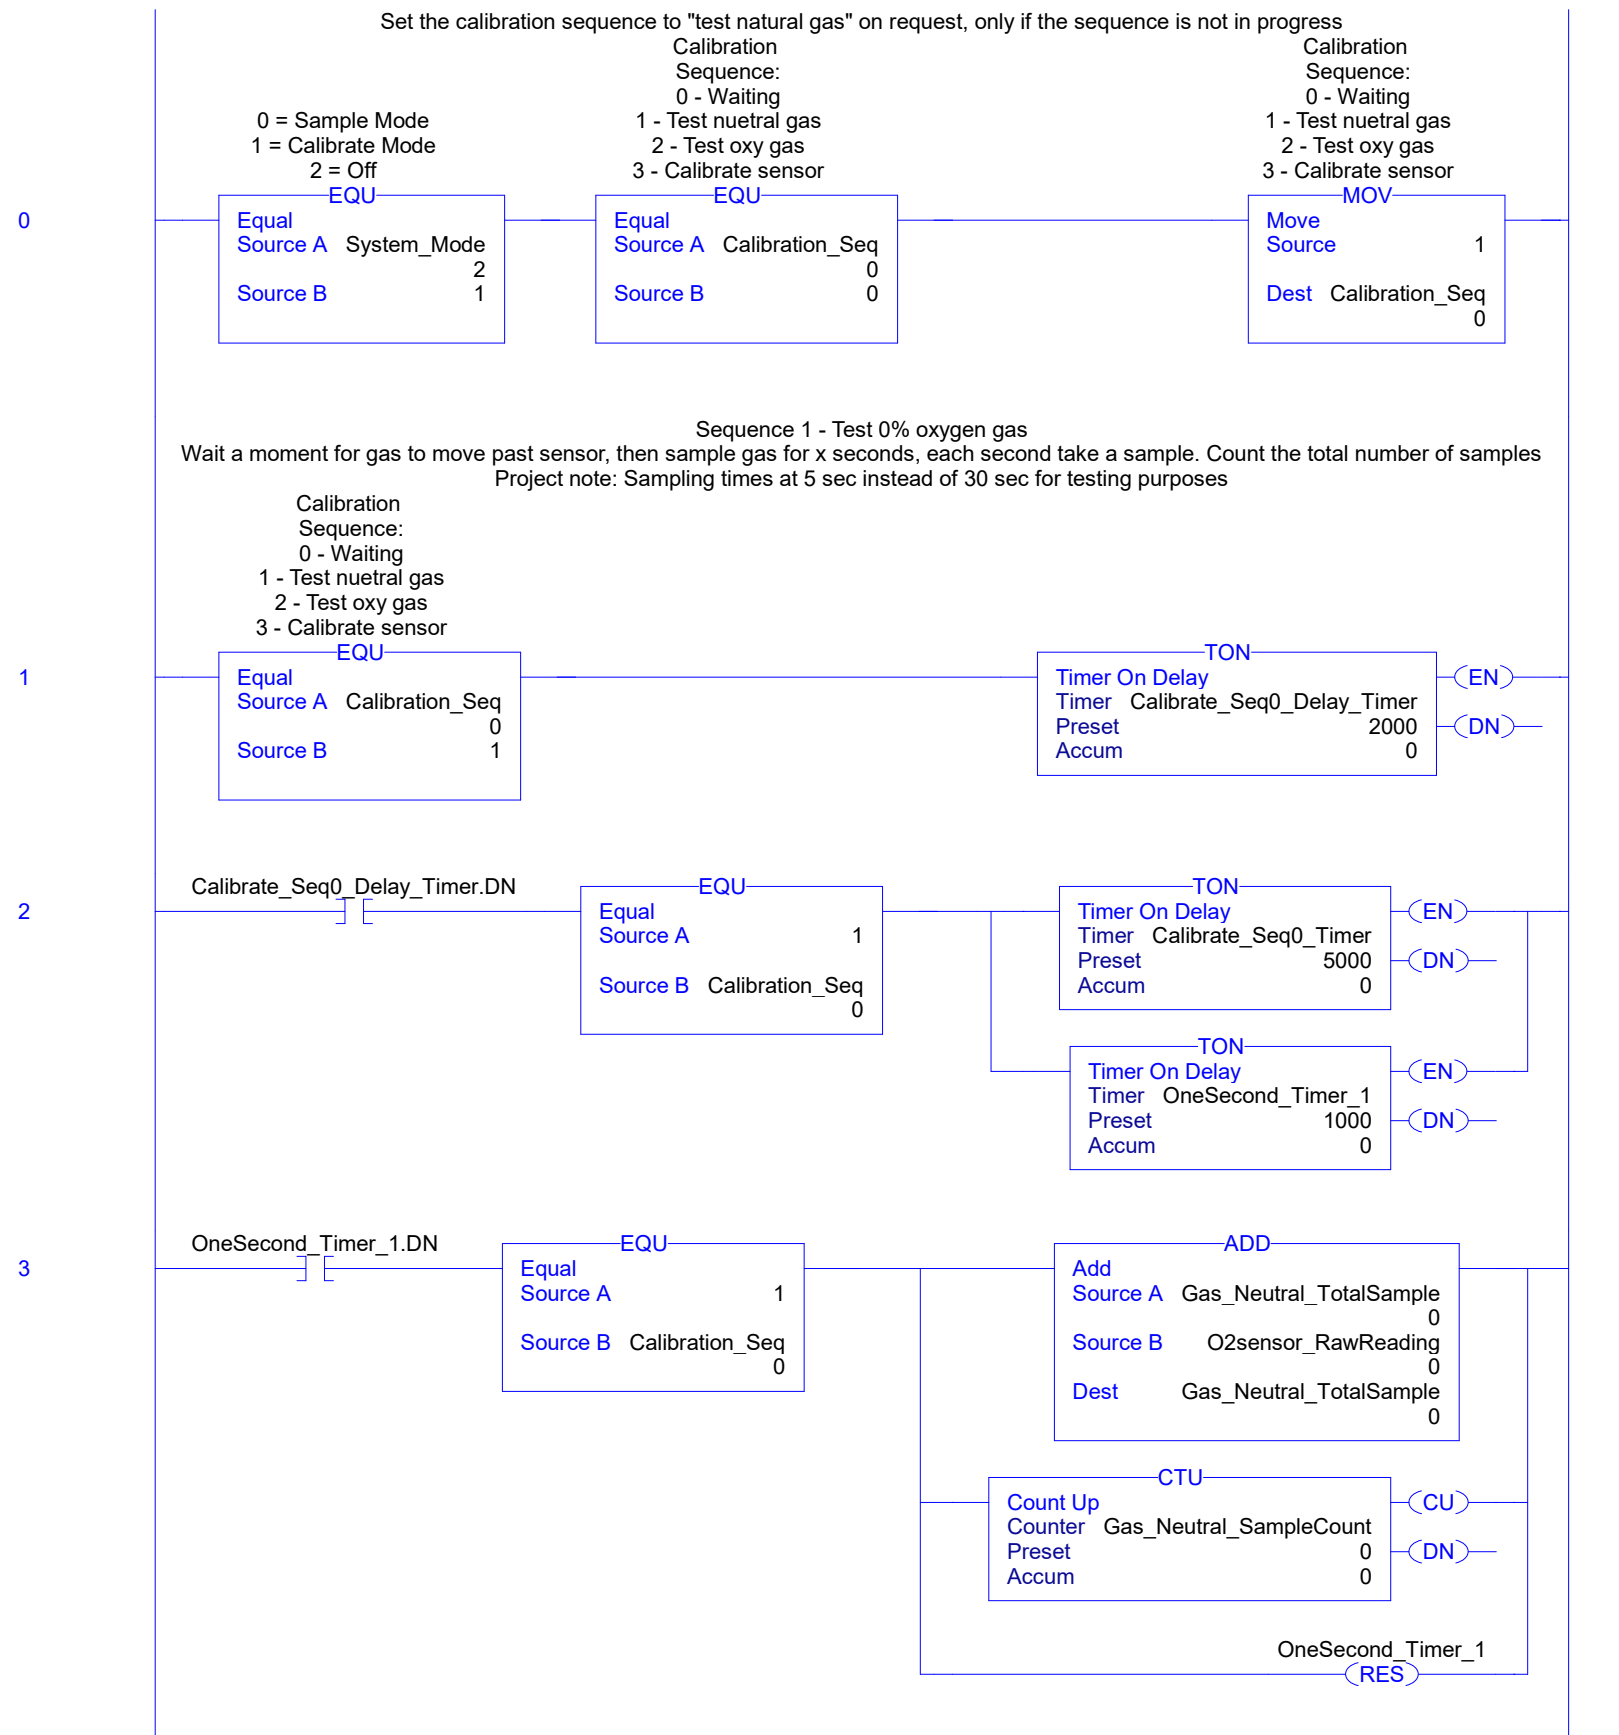 Set the calibration sequence to "test natural gas" on request, only if the sequence is not in progress
0 = Sample Mode
1 = Calibrate Mode
2 = Off
Calibration
Sequence:
0 - Waiting
1 - Test nuetral gas
2 - Test oxy gas
3 - Calibrate sensor
Calibration
Sequence:
0 - Waiting
1 - Test nuetral gas
2 - Test oxy gas
3 - Calibrate sensor
0
EQU
Equal
Source A System_Mode
2
Source B 1
EQU
Equal
Source A Calibration_Seq
0
Source B 0
MOV
Move
Source 1
Dest Calibration_Seq
0
Sequence 1 - Test 0% oxygen gas
Wait a moment for gas to move past sensor, then sample gas for x seconds, each second take a sample. Count the total number of samples
Project note: Sampling times at 5 sec instead of 30 sec for testing purposes
Calibration
Sequence:
0 - Waiting
1 - Test nuetral gas
2 - Test oxy gas
3 - Calibrate sensor
1
EQU
Equal
Source A Calibration_Seq
0
Source B 1
TON
Timer On Delay
Timer Calibrate_Seq0_Delay_Timer
Preset 2000
Accum 0
EN
DN
2
Calibrate_Seq0_Delay_Timer.DN
EQU
Equal
Source A 1
Source B Calibration_Seq
0
TON
Timer On Delay
Timer Calibrate_Seq0_Timer
Preset 5000
Accum 0
EN
DN
TON
Timer On Delay
Timer OneSecond_Timer_1
Preset 1000
Accum 0
EN
DN
3
OneSecond_Timer_1.DN
EQU
Equal
Source A 1
Source B Calibration_Seq
0
ADD
Add
Source A Gas_Neutral_TotalSample
0
Source B O2sensor_RawReading
0
Dest Gas_Neutral_TotalSample
0
CTU
Count Up
Counter Gas_Neutral_SampleCount
Preset 0
Accum 0
CU
DN
OneSecond_Timer_1
RES